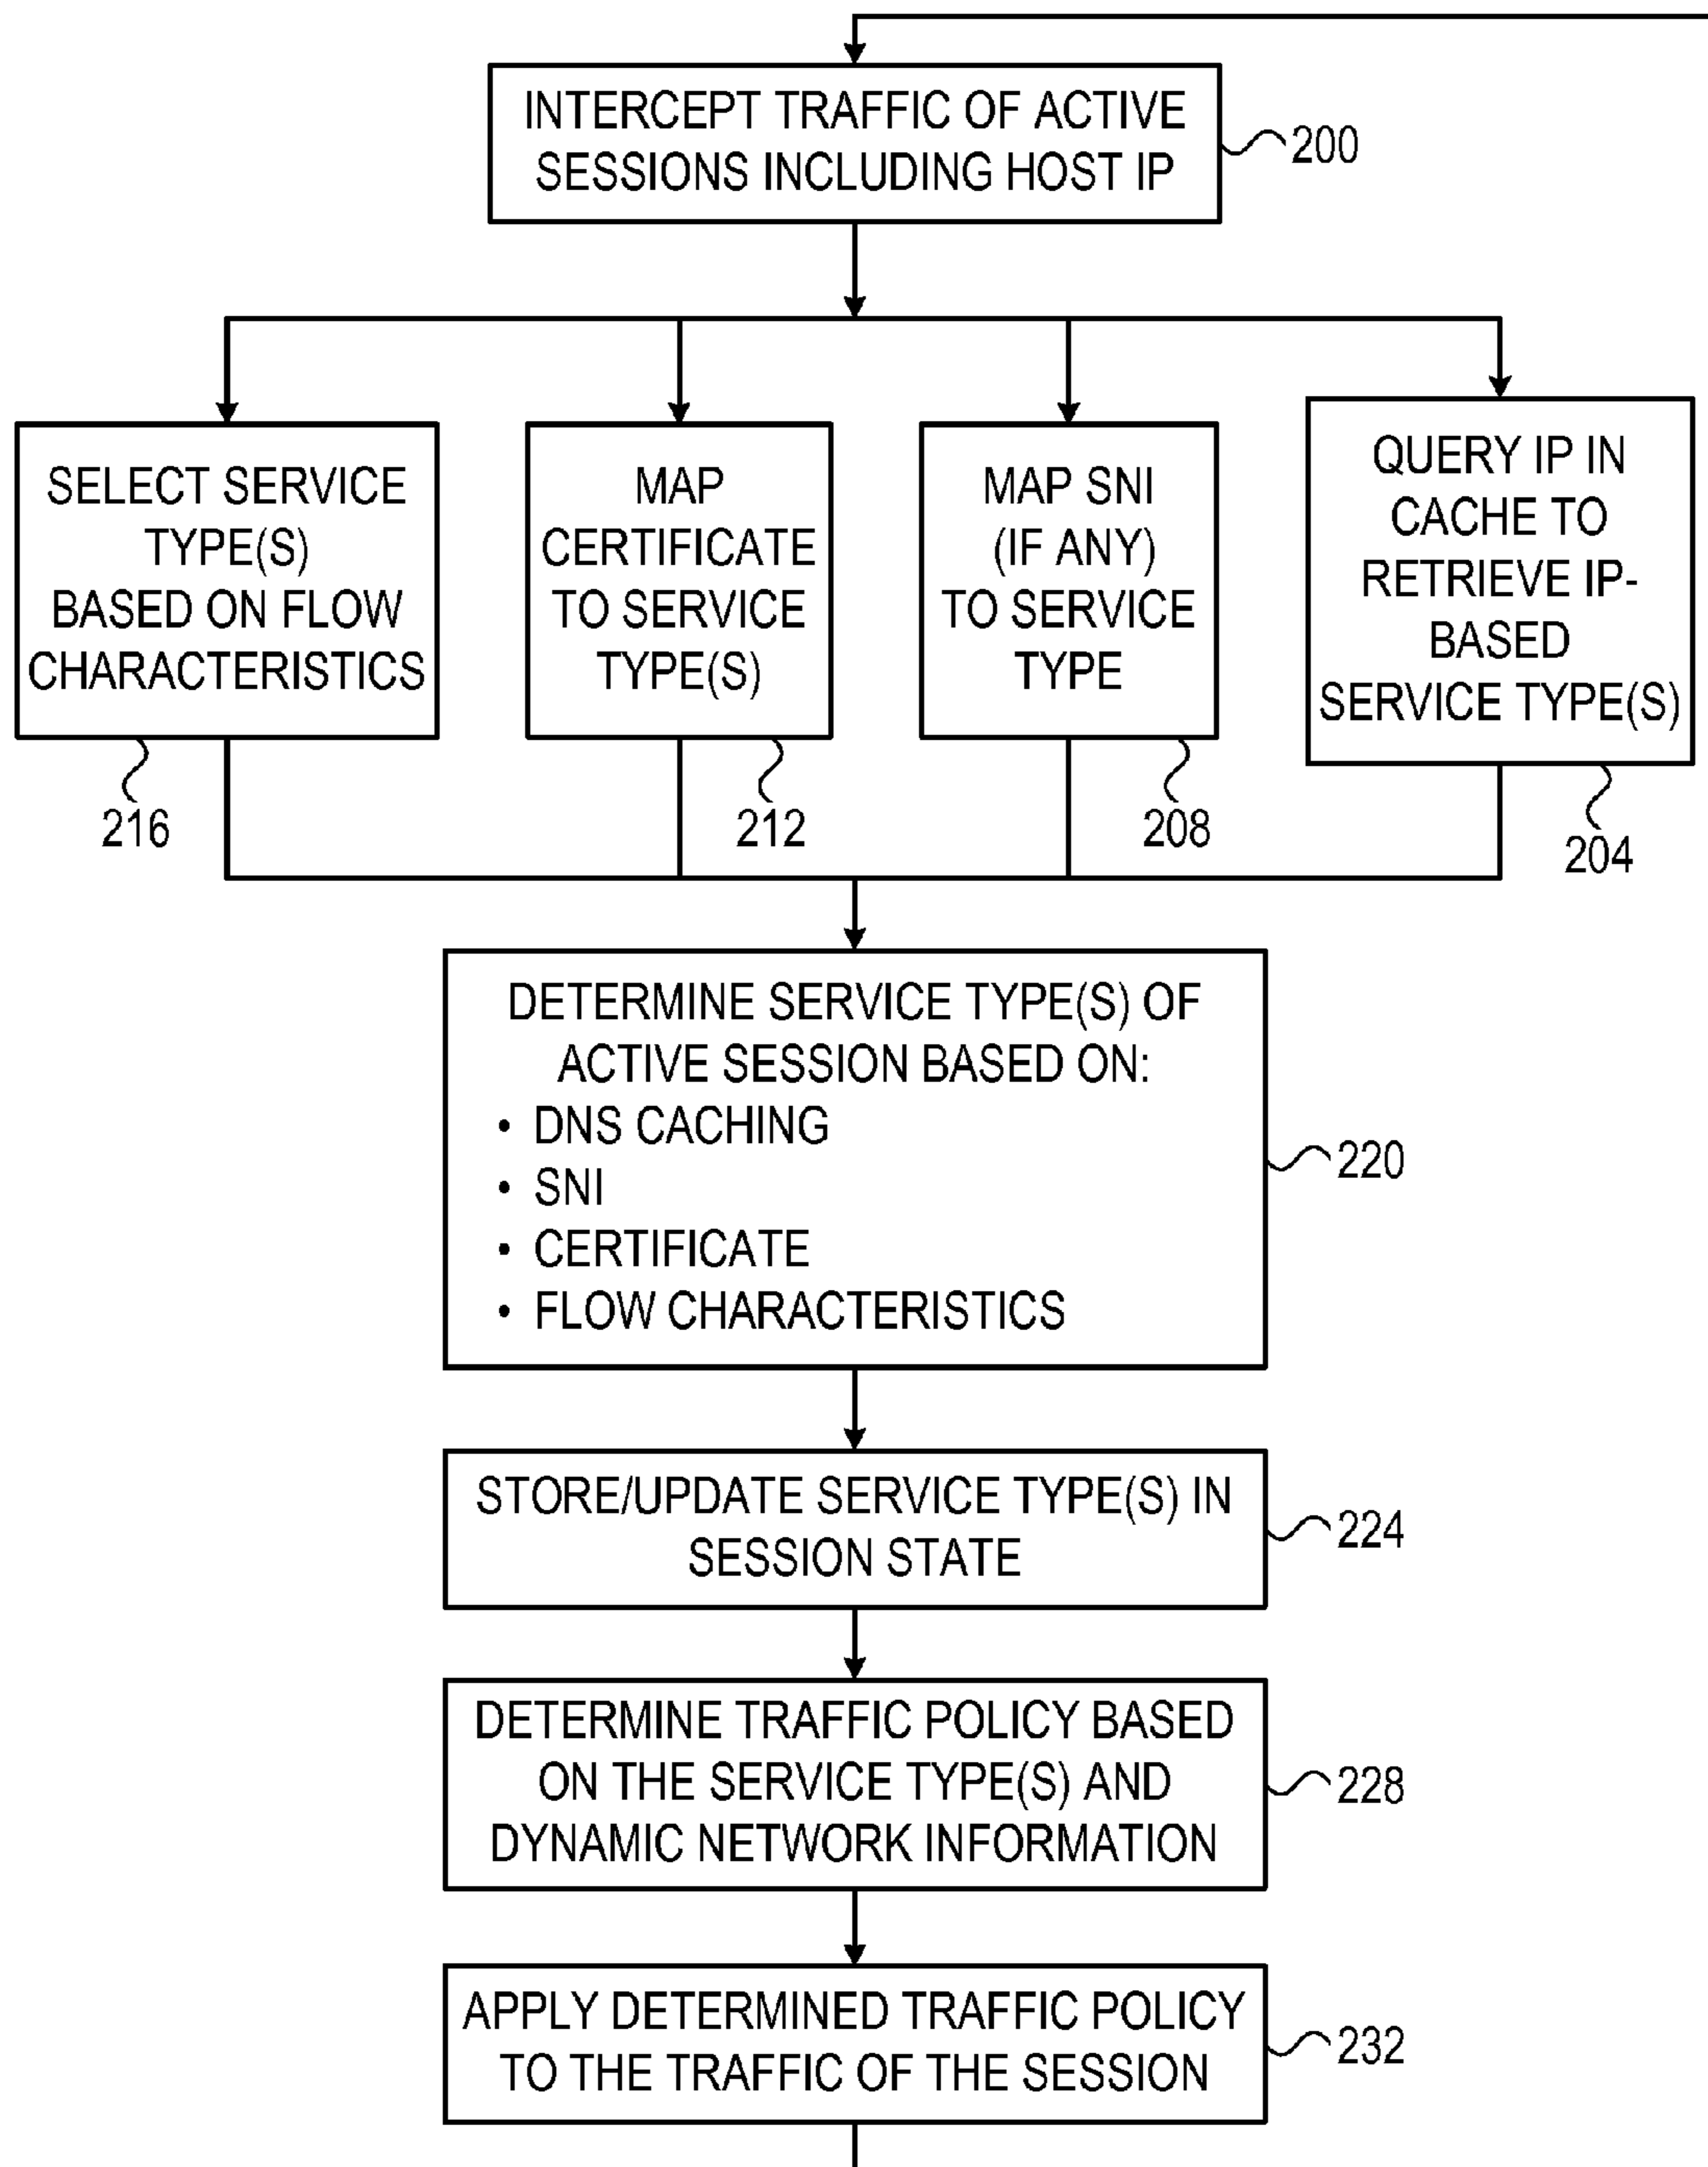 INTERCEPT TRAFFIC OF ACTIVE
SESSIONS INCLUDING HOST IP
200
SELECT SERVICE
TYPE(S)
BASED ON FLOW
CHARACTERISTICS
216
MAP
CERTIFICATE
TO SERVICE
TYPE(S)
212
MAP SNI
(IF ANY)
TO SERVICE
TYPE
208
QUERY IP IN
CACHE TO
RETRIEVE IP-
BASED
SERVICE TYPE(S)
204
DETERMINE SERVICE TYPE(S) OF
ACTIVE SESSION BASED ON:
• DNS CACHING
• SNI
• CERTIFICATE
• FLOW CHARACTERISTICS
220
STORE/UPDATE SERVICE TYPE(S) IN
SESSION STATE
224
DETERMINE TRAFFIC POLICY BASED
ON THE SERVICE TYPE(S) AND
DYNAMIC NETWORK INFORMATION
228
APPLY DETERMINED TRAFFIC POLICY
TO THE TRAFFIC OF THE SESSION
232